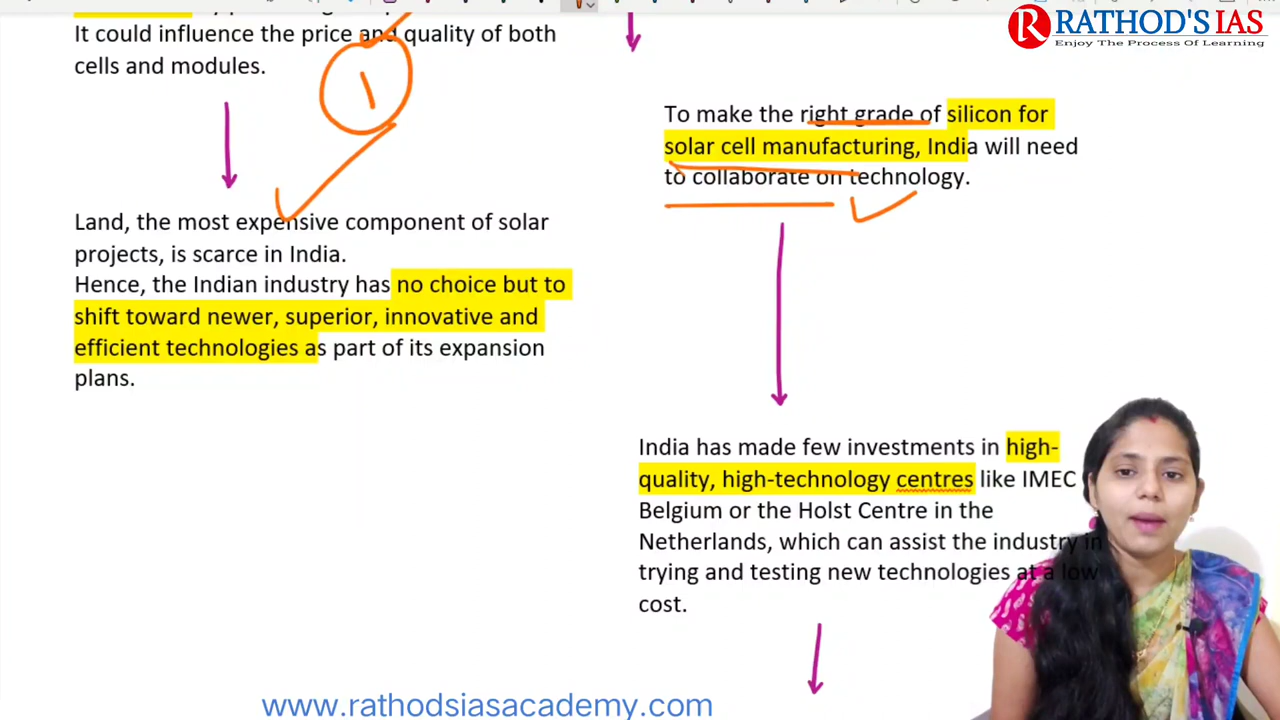 It could influence the price and quality of both
cells and modules.
1
Land, the most expensive component of solar
projects, is scarce in India.
Hence, the Indian industry has no choice but to
shift toward newer, superior, innovative and
efficient technologies as part of its expansion
plans.
RATHOD'S IAS
Enjoy The Process Of Learning
To make the right grade of silicon for
solar cell manufacturing, India will need
to collaborate on technology.
India has made few investments in high-
quality, high-technology centres like IMEC
Belgium or the Holst Centre in the
Netherlands, which can assist the industry in
trying and testing new technologies at a low
cost.
www.rathodsiasacademy.com